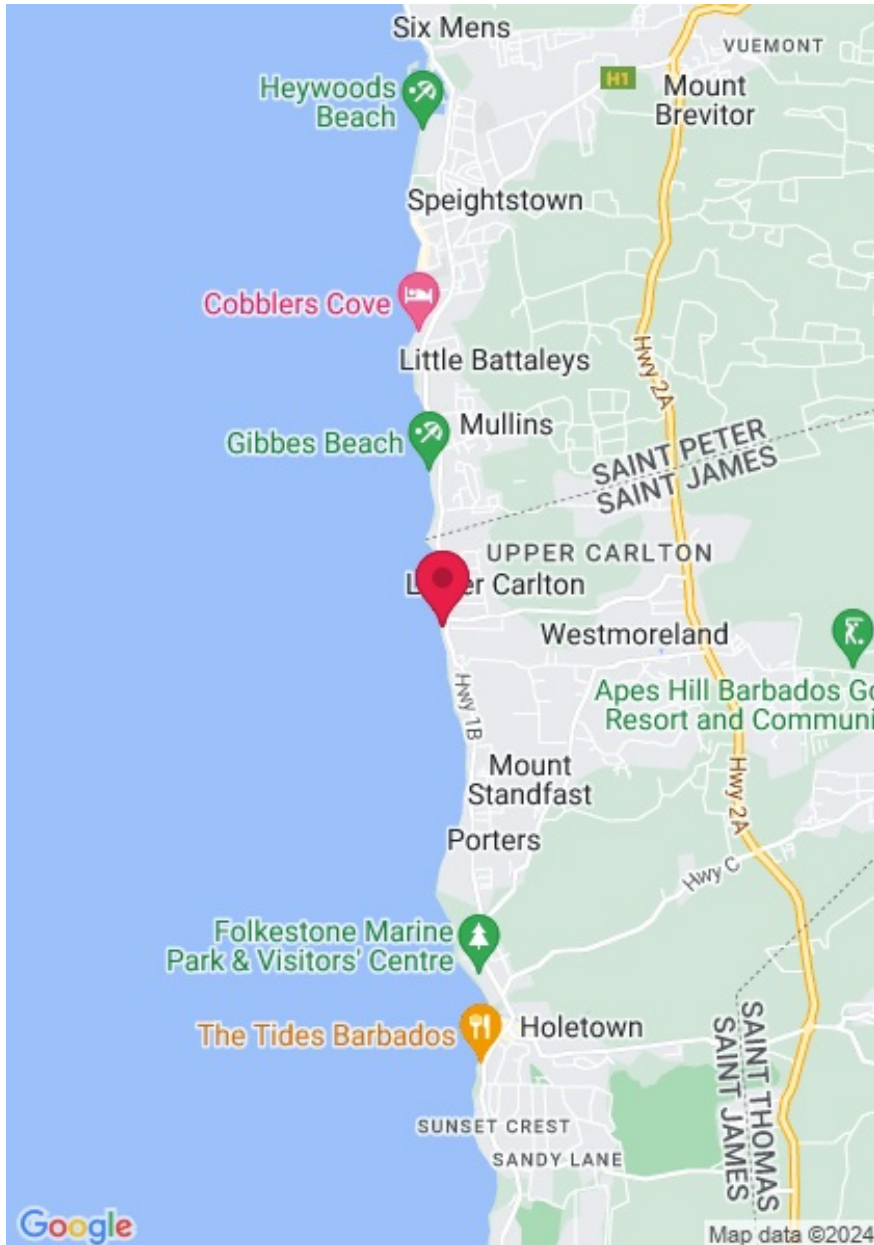 Six Mens
VUEMONT
Heywoods
Beach
H1
Mount
Brevitor
Speightstown
Cobblers Cove
Little Battaleys
Hwy 2A
Mullins
Gibbes Beach
SAINT PETER
SAINT JAMES
UPPER CARLTON
L er Carlton
Westmoreland
Apes Hill Barbados Go
Resort and Communi
Hwy 1B
Mount
Standfast
Hwy 2A
Porters
Hwy C
Folkestone Marine
Park & Visitors' Centre
The Tides Barbados
Holetown
SAINT THOMAS
SAINT JAMES
SUNSET CREST
SANDY LANE
Google
Map data ©2024